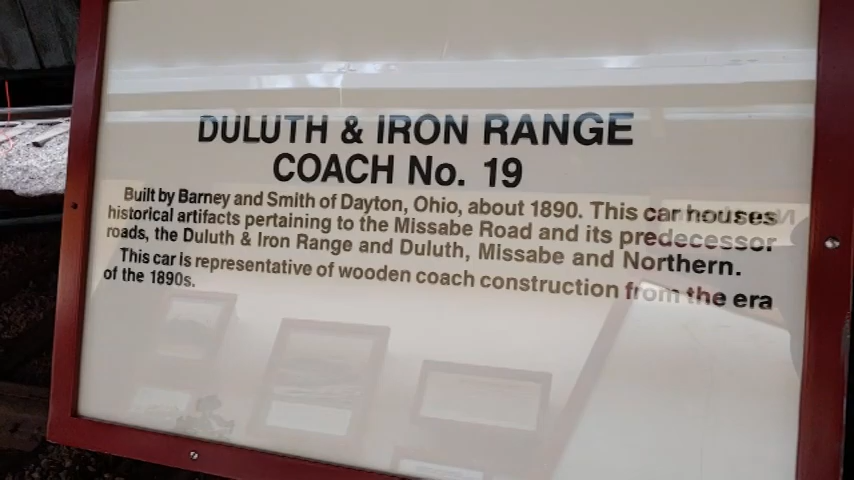 DULUTH & IRON RANGE
COACH No. 19
Built by Barney and Smith of Dayton, Ohio, about 1890. This car houses
historical artifacts pertaining to the Missabe Road and its predecessor
roads, the Duluth & Iron Range and Duluth, Missabe and Northern.
This car is representative of wooden coach construction from the era
of the 1890s.